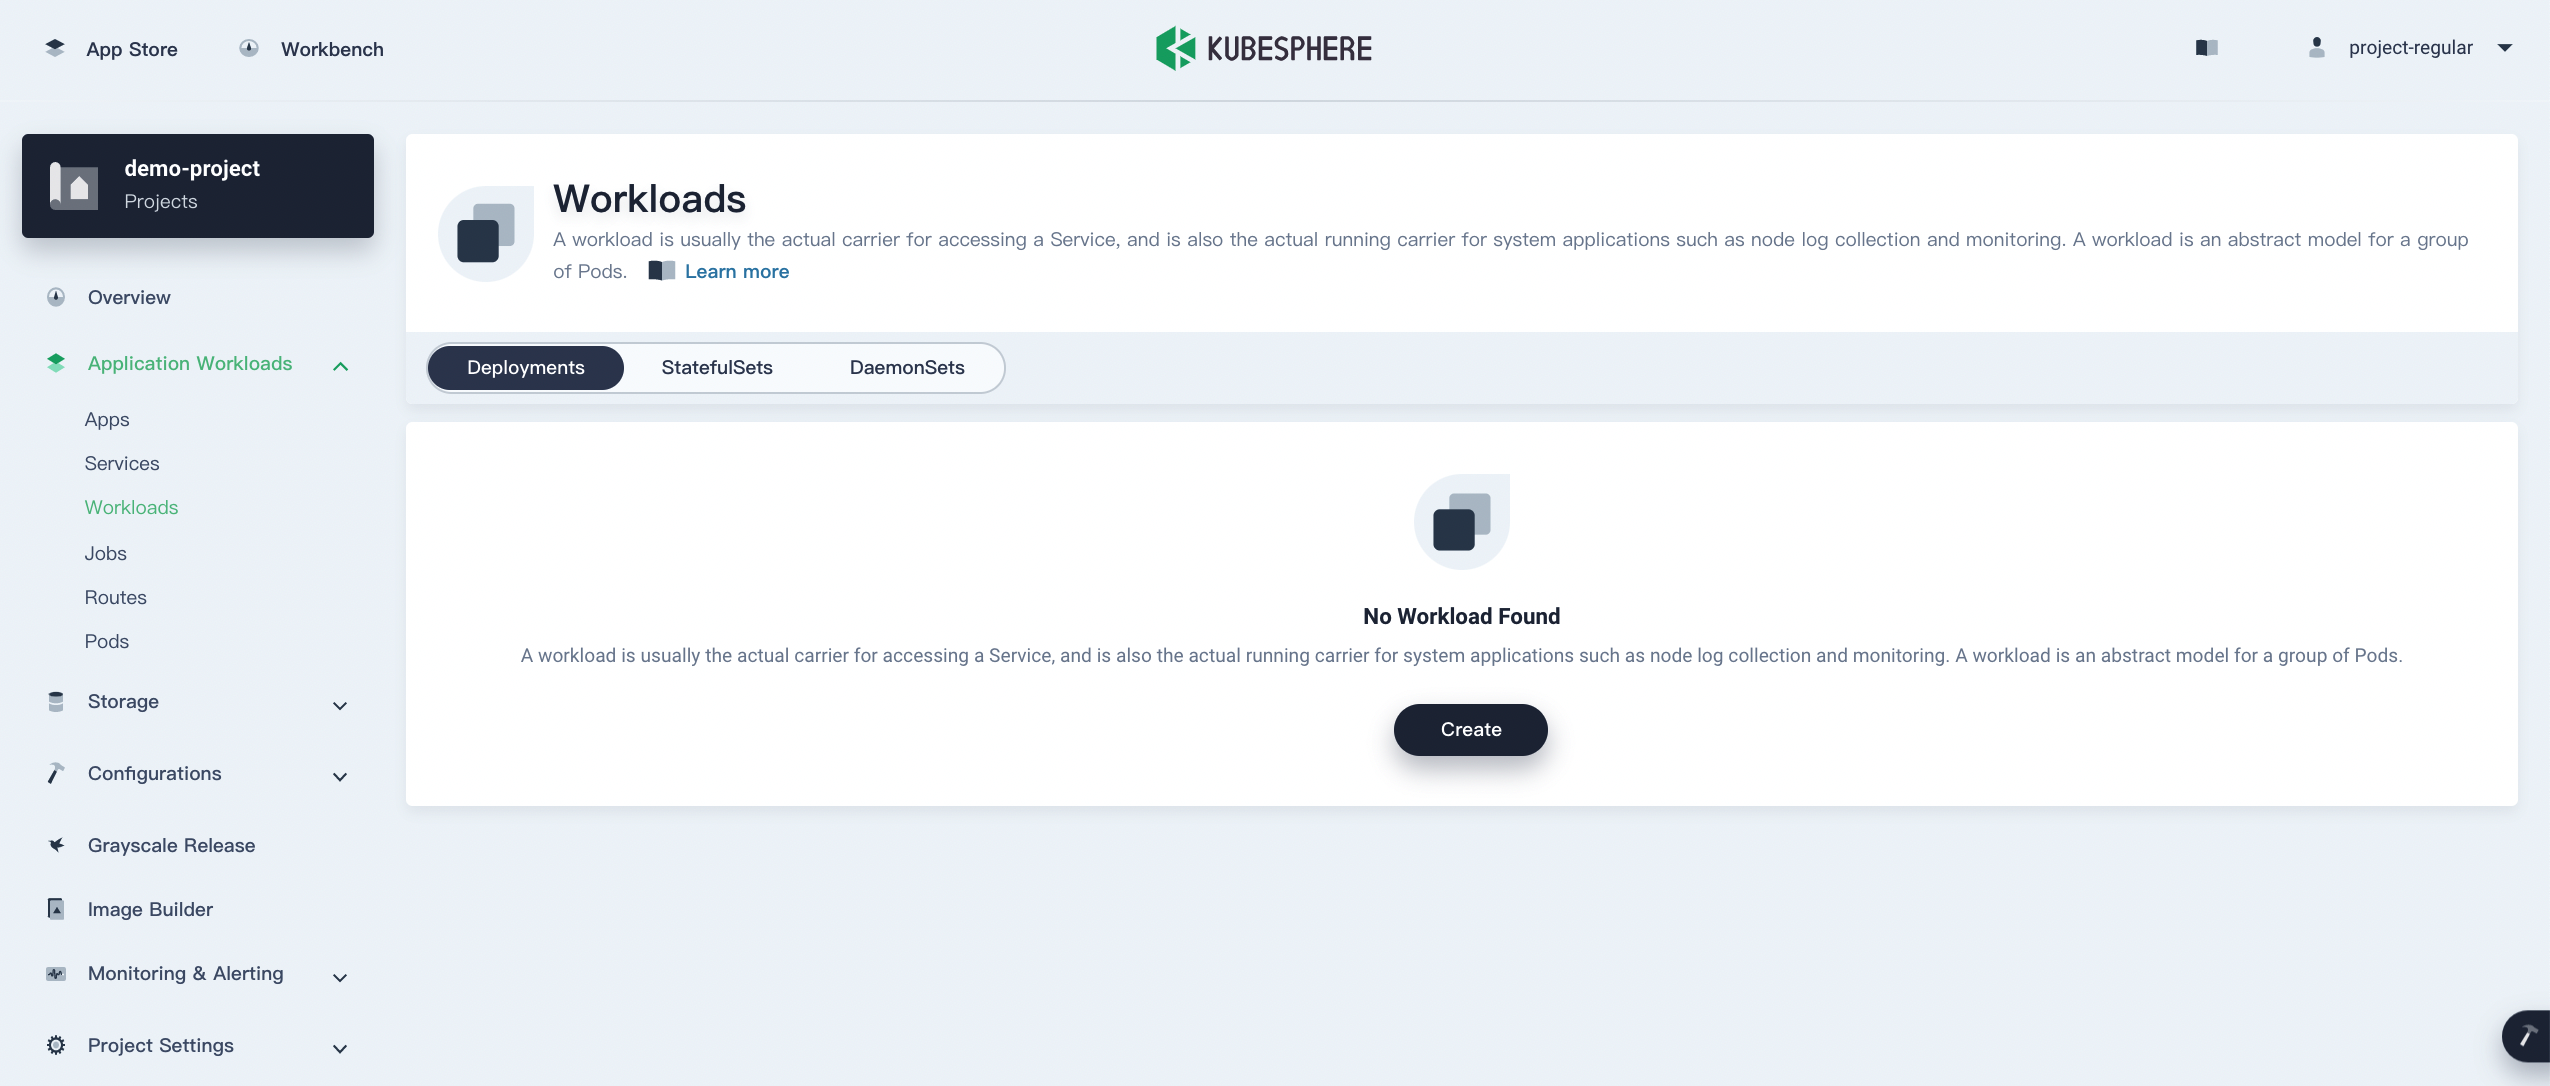 App Store
Workbench
KUBESPHERE
project-regular
demo-project
Projects
Overview
Application Workloads
Apps
Services
Workloads
Jobs
Routes
Pods
Storage
Configurations
Grayscale Release
Image Builder
Monitoring & Alerting
Project Settings
Workloads
A workload is usually the actual carrier for accessing a Service, and is also the actual running carrier for system applications such as node log collection and monitoring. A workload is an abstract model for a group
of Pods. Learn more
Deployments
StatefulSets
DaemonSets
No Workload Found
A workload is usually the actual carrier for accessing a Service, and is also the actual running carrier for system applications such as node log collection and monitoring. A workload is an abstract model for a group of Pods.
Create